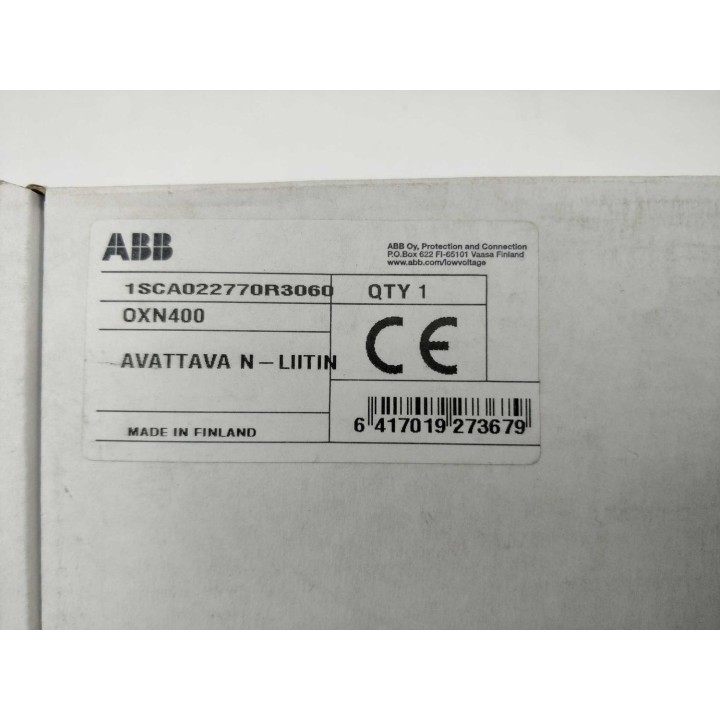 ABB
ABB Oy, Protection and Connection
P.O.Box 622 FI-65101 Vaasa Finland
www.abb.com/lowvoltage
1SCA022770R3060
QTY 1
OXN400
CE
AVATTAVA N-LIITIN
MADE IN FINLAND
6 417019 273679